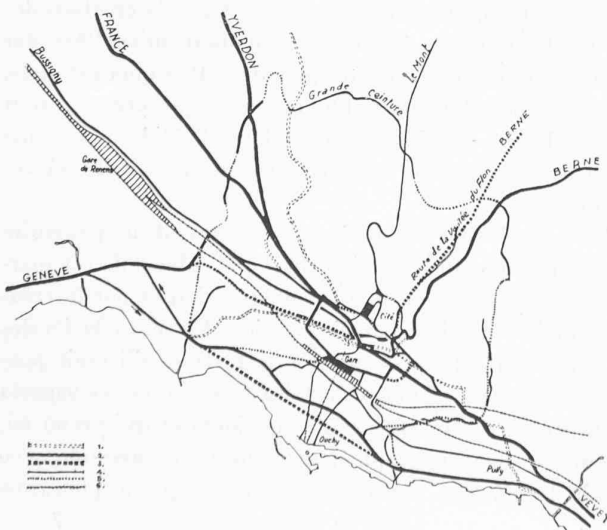 Bussigny
FRANCE
YVERDON
le Mont
Grande Ceinture
BERNE
Route de la Vallée du Flon
BERNE
Gare de Renens
GENEVE
Cité
Gare
Ouchy
Pully
VEVEY
1.
2.
3.
4.
5.
6.
7